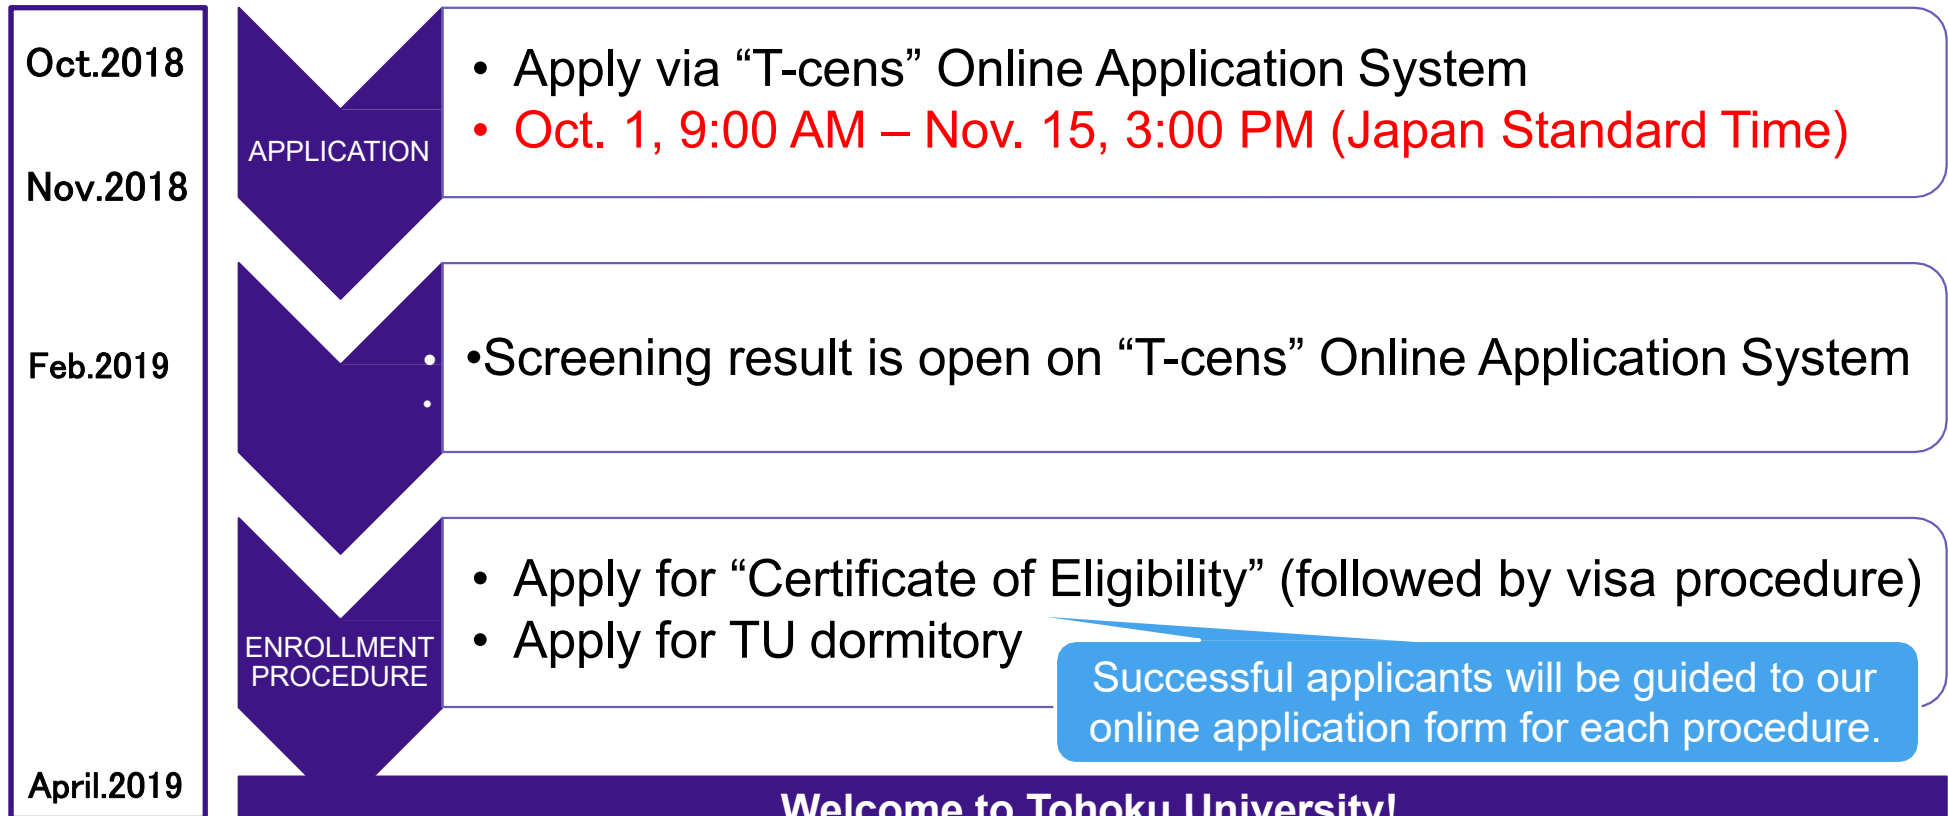 Oct.2018
Nov.2018
APPLICATION
• Apply via “T-cens” Online Application System
• Oct. 1, 9:00 AM – Nov. 15, 3:00 PM (Japan Standard Time)
Feb.2019
•Screening result is open on “T-cens” Online Application System
ENROLLMENT
PROCEDURE
• Apply for “Certificate of Eligibility” (followed by visa procedure)
• Apply for TU dormitory
Successful applicants will be guided to our
online application form for each procedure.
April.2019
Welcome to Tohoku University!